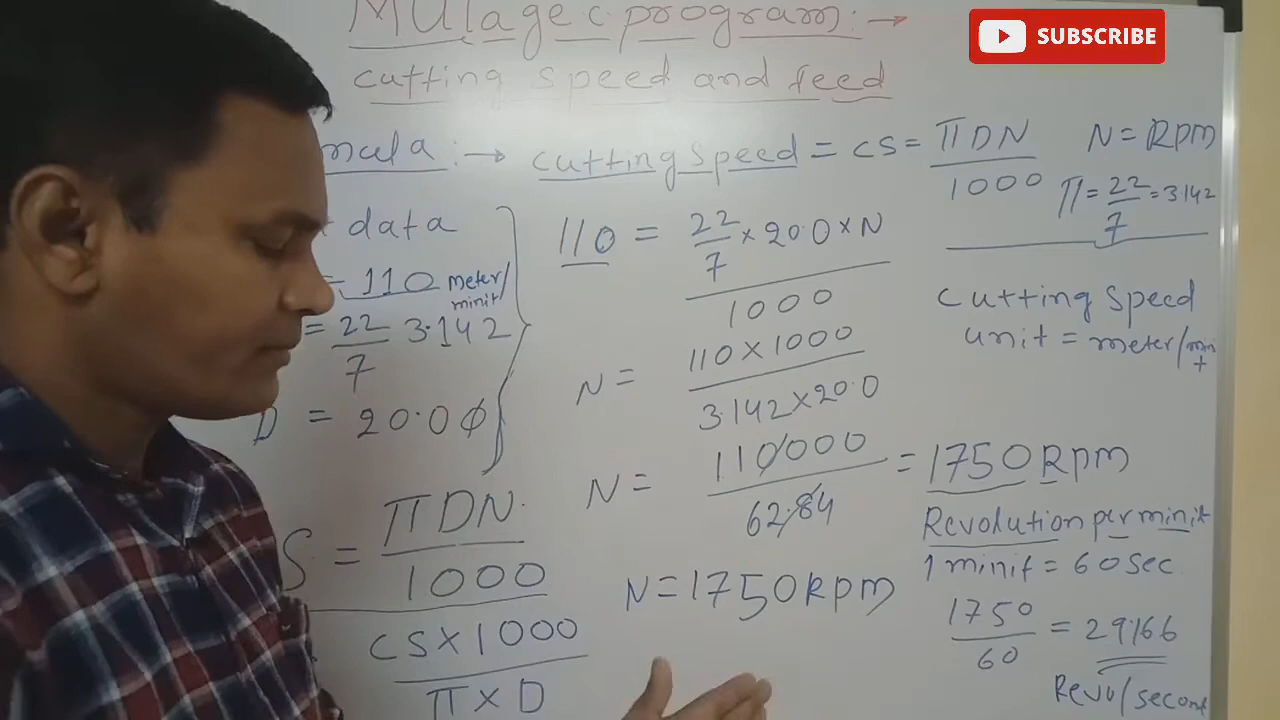 MUlage c program:→
SUBSCRIBE
cutting speed and feed
mula :→ cutting speed = cs = πDN / 1000
N = Rpm
π = 22/7 = 3.142
data
= 110 meter/minit
= 22/7 3.142
D = 20.0 φ
110 = 22/7 × 20.0 × N / 1000
N = 110 × 1000 / 3.142 × 20.0
N = 110000 / 62.84 = 1750 Rpm
N = 1750 Rpm
S = πDN / 1000
cs × 1000 / π × D
cutting speed
unit = meter/min
Revolution per minit
1 minit = 60 sec
1750 / 60 = 29.166
Revu/second